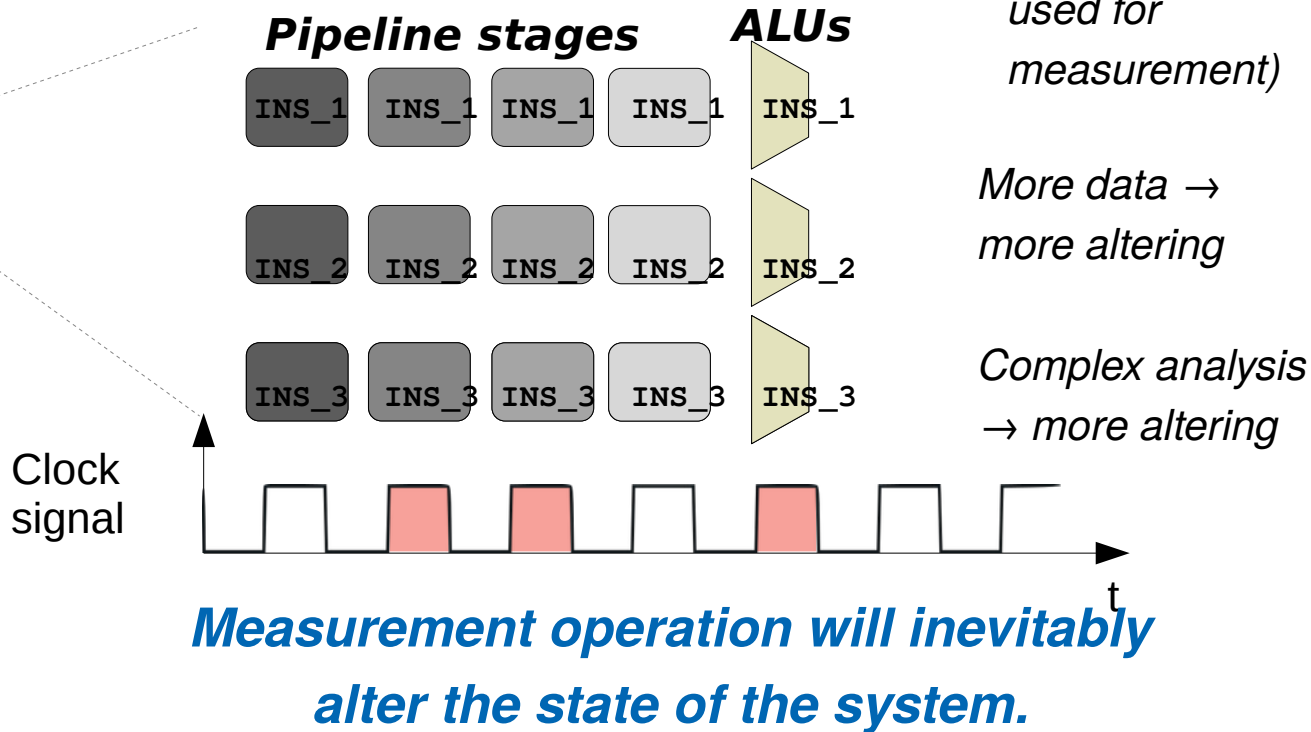 used for
measurement)
Pipeline stages
ALUs
INS_1 INS_1 INS_1 INS_1 INS_1
INS_2 INS_2 INS_2 INS_2 INS_2
INS_3 INS_3 INS_3 INS_3 INS_3
More data →
more altering
Complex analysis
→ more altering
Clock
signal
t
Measurement operation will inevitably
alter the state of the system.